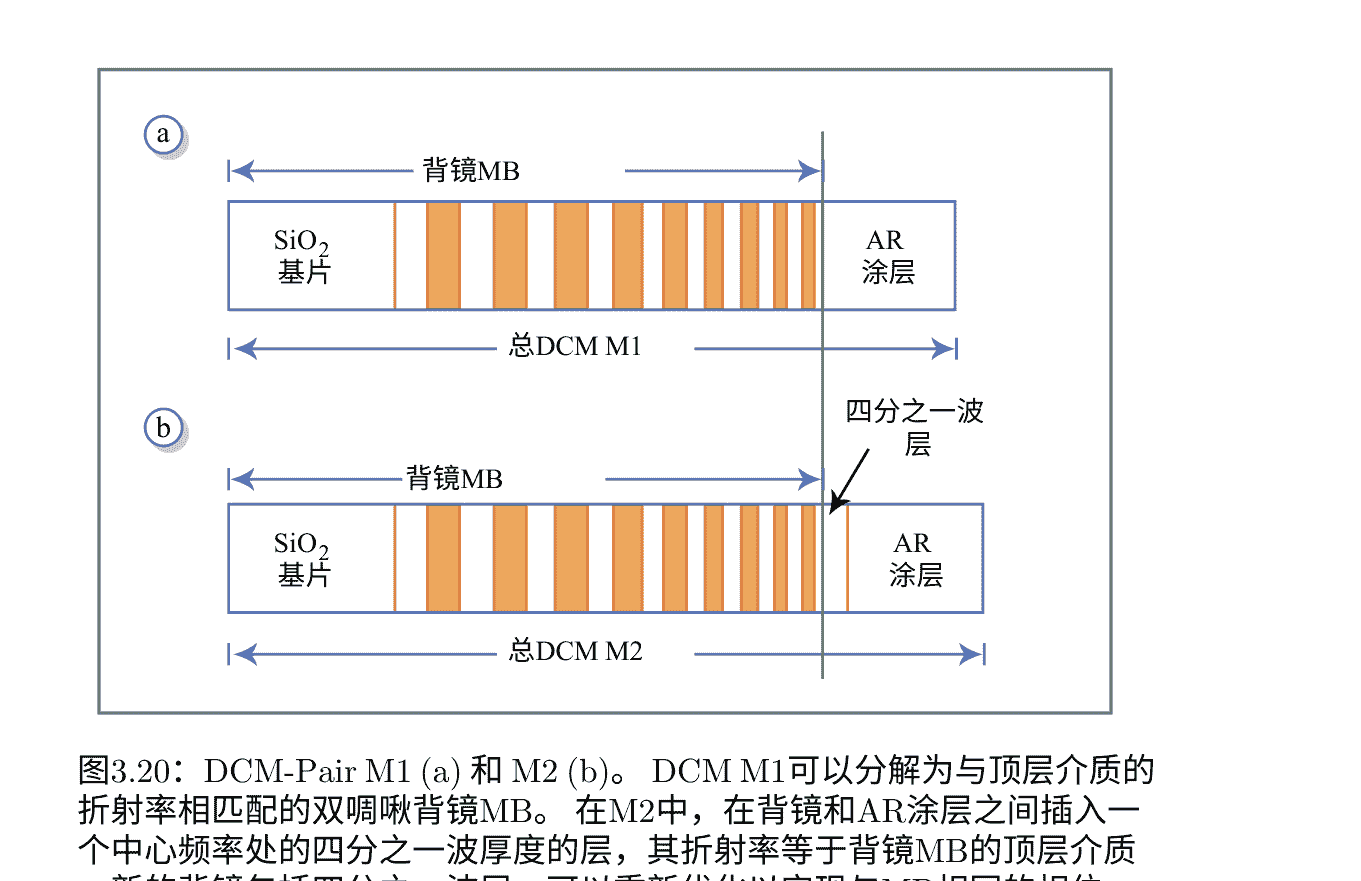 a
背镜MB
SiO2
基片
AR
涂层
总DCM M1
四分之一波
层
b
背镜MB
SiO2
基片
AR
涂层
总DCM M2
图3.20：DCM-Pair M1 (a) 和 M2 (b)。 DCM M1可以分解为与顶层介质的
折射率相匹配的双啁啾背镜MB。 在M2中，在背镜和AR涂层之间插入一
个中心频率处的四分之一波厚度的层，其折射率等于背镜MB的顶层介质